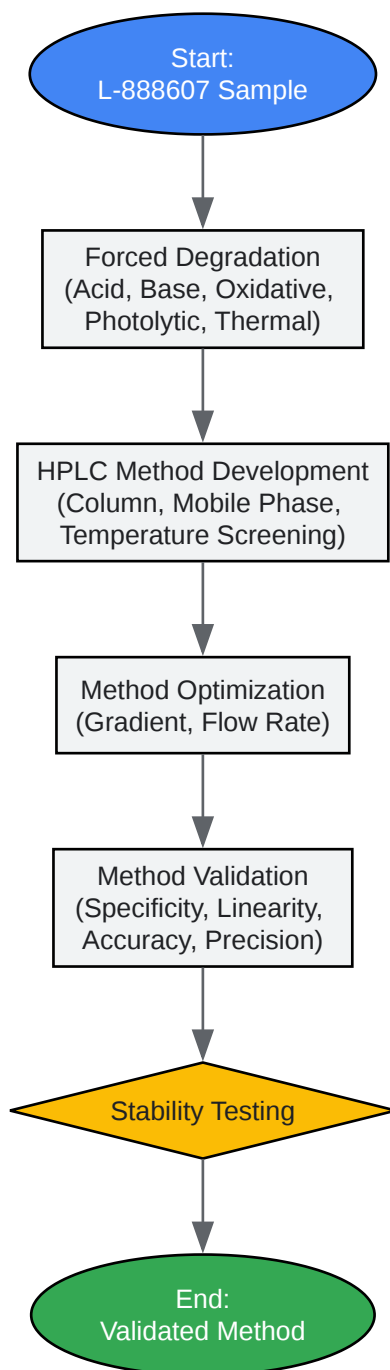 Start:
L-888607 Sample
Forced Degradation
(Acid, Base, Oxidative,
Photolytic, Thermal)
HPLC Method Development
(Column, Mobile Phase,
Temperature Screening)
Method Optimization
(Gradient, Flow Rate)
Method Validation
(Specificity, Linearity,
Accuracy, Precision)
Stability Testing
End:
Validated Method